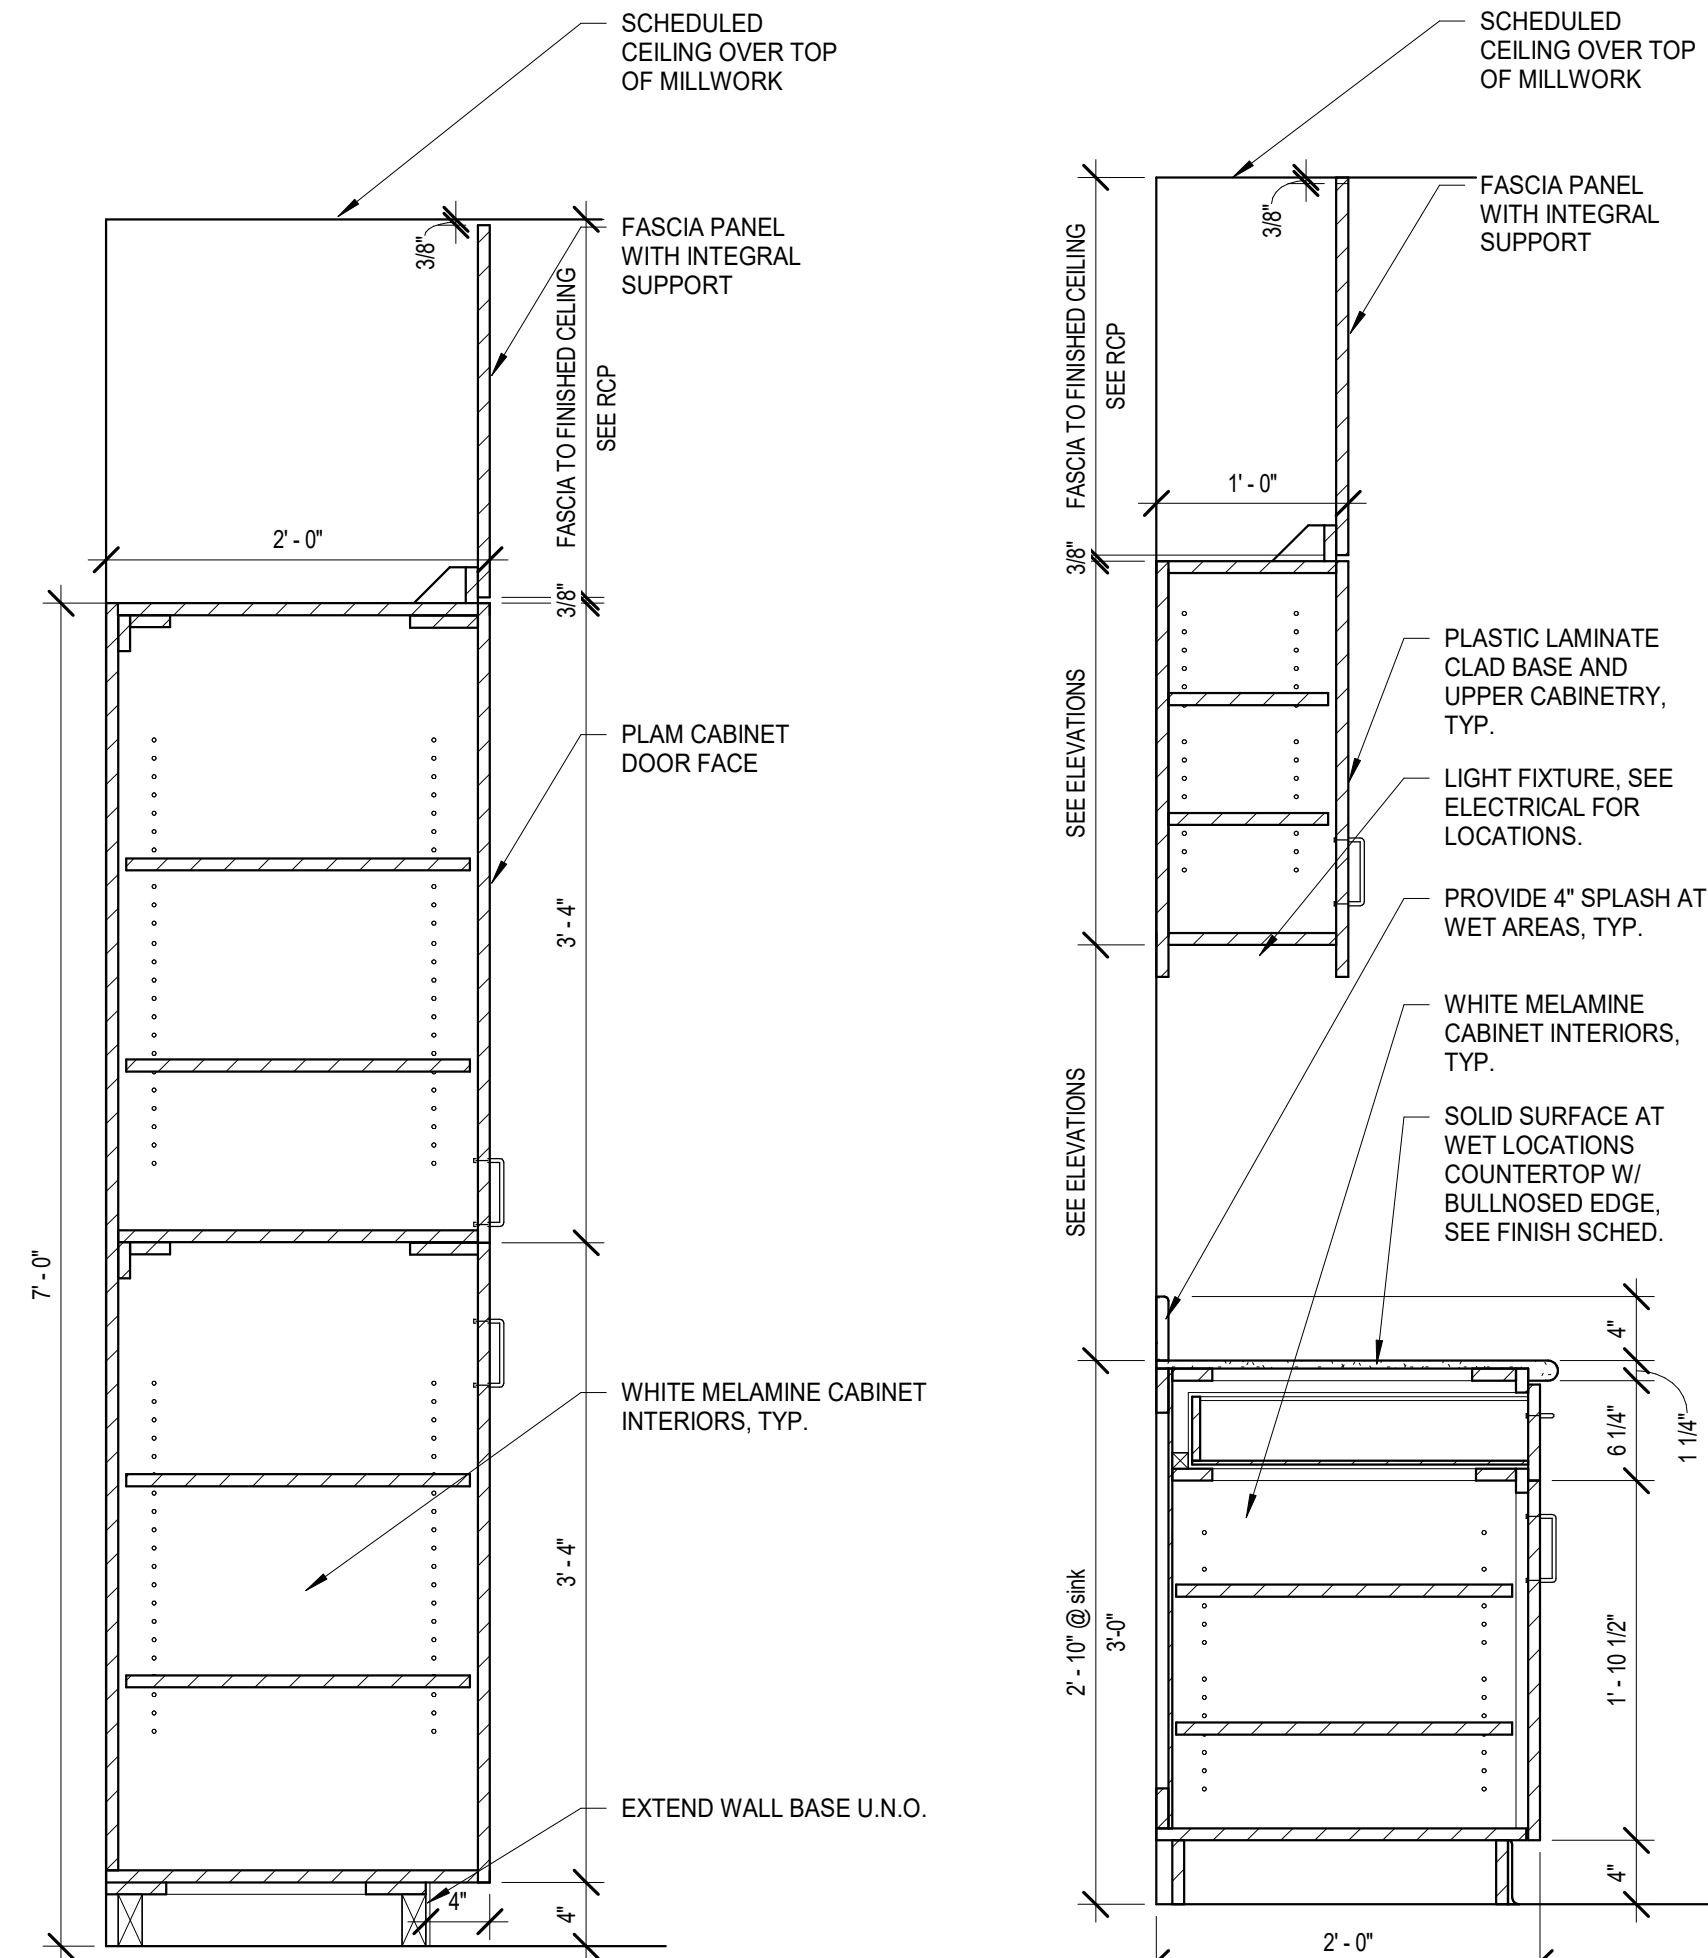 SCHEDULED
CEILING OVER TOP
OF MILLWORK
3/8"
FASCIA PANEL
WITH INTEGRAL
SUPPORT
FASCIA TO FINISHED CELING
SEE RCP
2' - 0"
3/8"
PLAM CABINET
DOOR FACE
3' - 4"
7' - 0"
WHITE MELAMINE CABINET
INTERIORS, TYP.
3' - 4"
EXTEND WALL BASE U.N.O.
4"
4"
SCHEDULED
CEILING OVER TOP
OF MILLWORK
3/8"
FASCIA PANEL
WITH INTEGRAL
SUPPORT
FASCIA TO FINISHED CEILING
SEE RCP
1' - 0"
3/8"
PLASTIC LAMINATE
CLAD BASE AND
UPPER CABINETRY,
TYP.
SEE ELEVATIONS
LIGHT FIXTURE, SEE
ELECTRICAL FOR
LOCATIONS.
PROVIDE 4" SPLASH AT
WET AREAS, TYP.
WHITE MELAMINE
CABINET INTERIORS,
TYP.
SEE ELEVATIONS
SOLID SURFACE AT
WET LOCATIONS
COUNTERTOP W/
BULLNOSED EDGE,
SEE FINISH SCHED.
4"
6 1/4"
1 1/4"
2' - 10" @ sink
3'-0"
1' - 10 1/2"
4"
2' - 0"